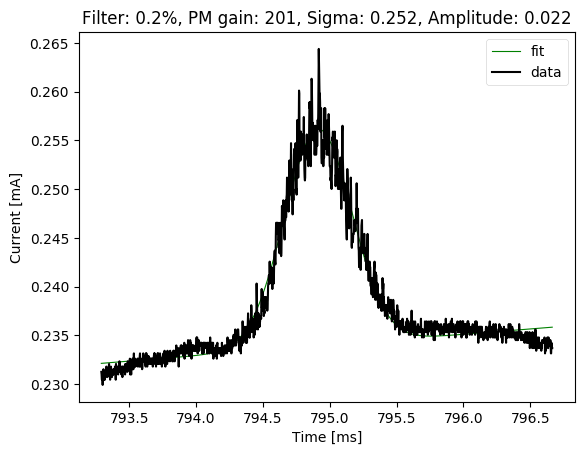 Filter: 0.2%, PM gain: 201, Sigma: 0.252, Amplitude: 0.022
fit
data
0.265
0.260
0.255
0.250
0.245
0.240
0.235
0.230
Current [mA]
793.5 794.0 794.5 795.0 795.5 796.0 796.5
Time [ms]